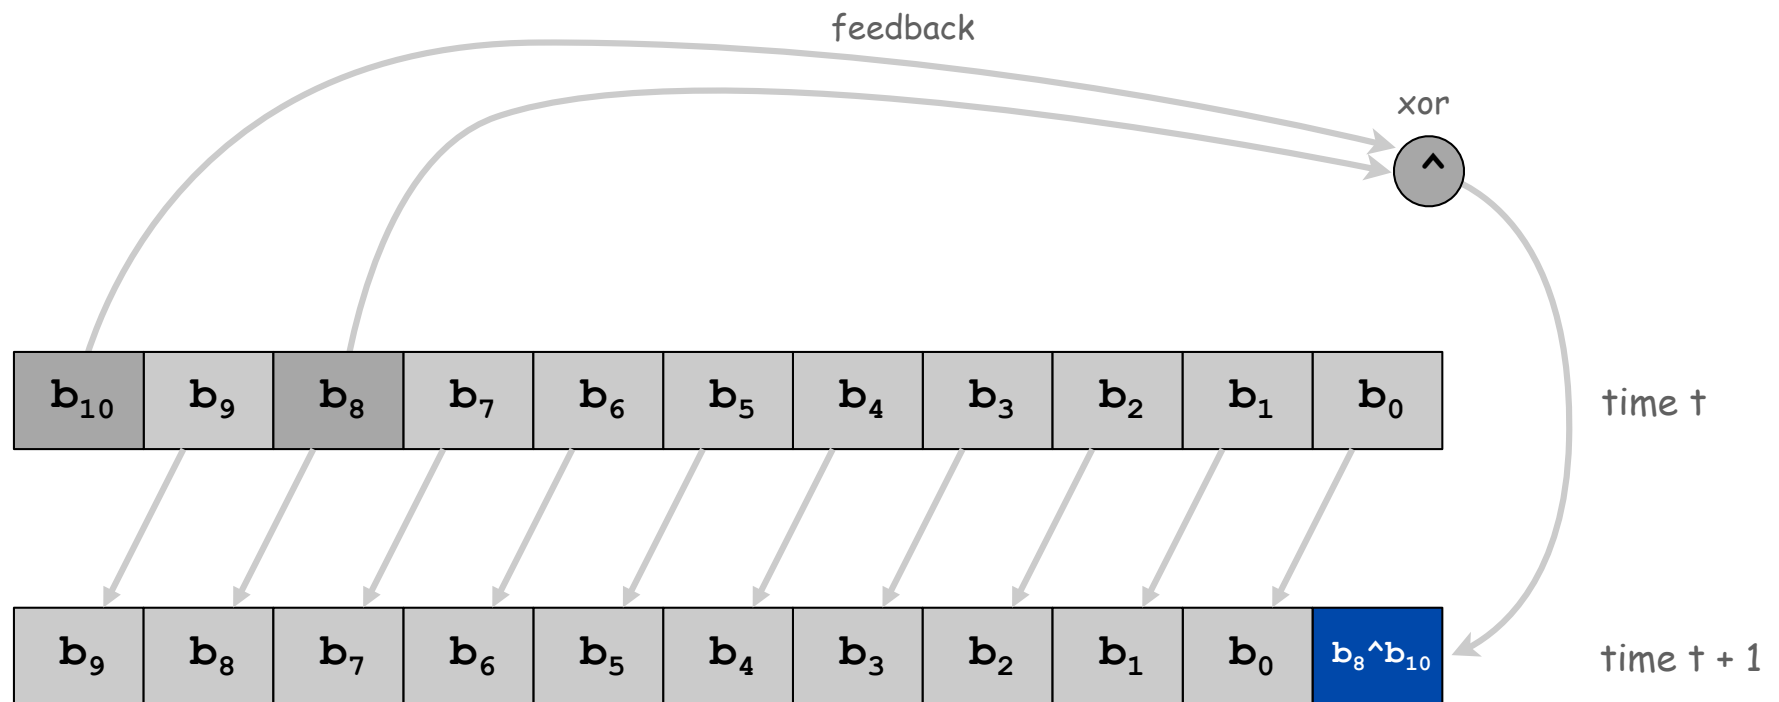 feedback
xor
^
b₁₀ b₉ b₈ b₇ b₆ b₅ b₄ b₃ b₂ b₁ b₀ time t
b₉ b₈ b₇ b₆ b₅ b₄ b₃ b₂ b₁ b₀ b₈^b₁₀ time t + 1